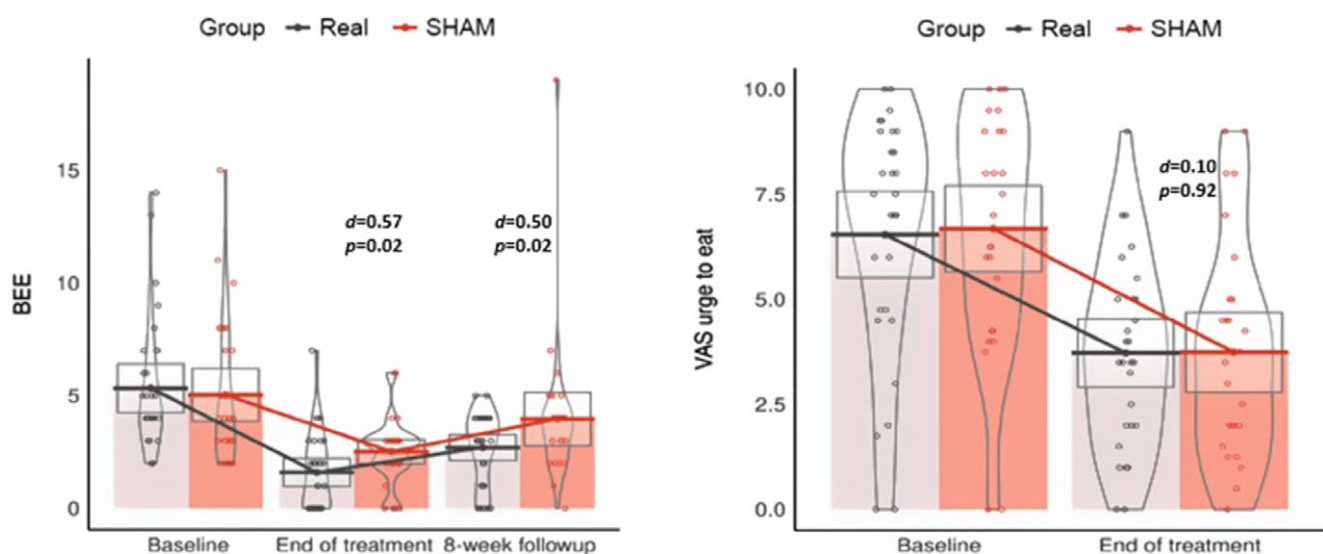 Group Real SHAM
BEE
15
10
5
0
d=0.57
p=0.02
d=0.50
p=0.02
Baseline End of treatment 8-week followup
Group Real SHAM
VAS urge to eat
10.0
7.5
5.0
2.5
0.0
d=0.10
p=0.92
Baseline End of treatment